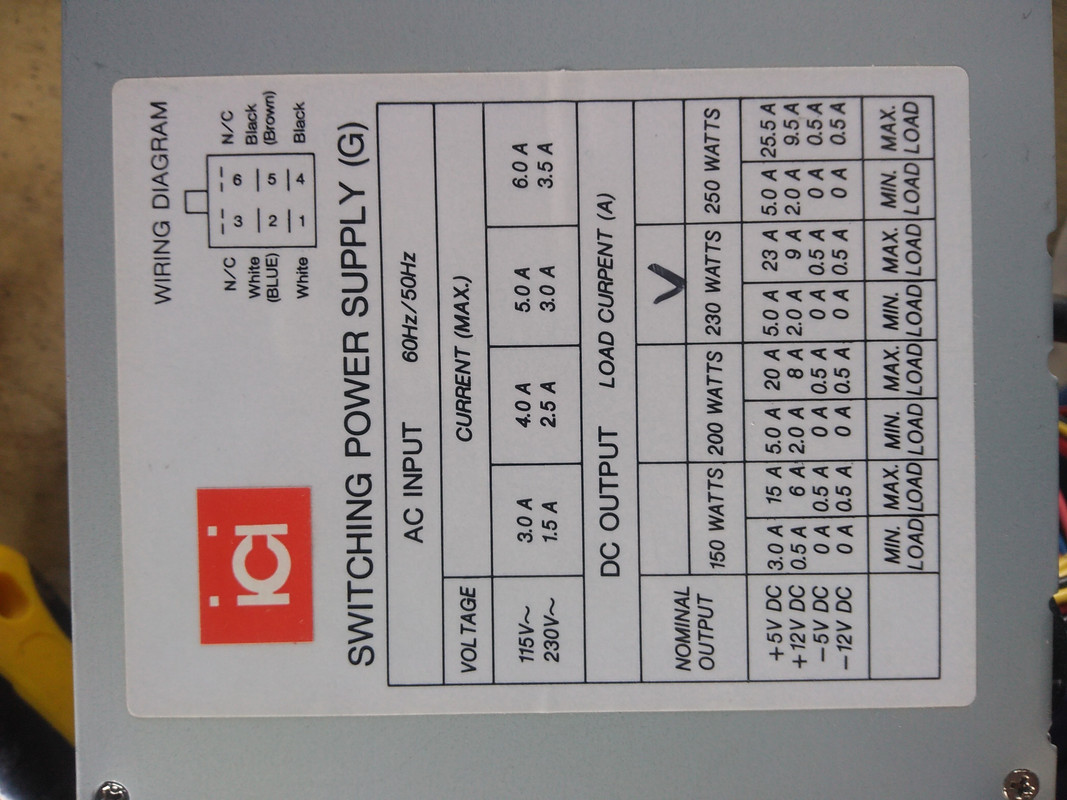 ici
WIRING DIAGRAM
N/C 3 6 N/C
White 2 5 Black
(BLUE) (Brown)
White 1 4 Black
SWITCHING POWER SUPPLY (G)
AC INPUT 60Hz/50Hz
VOLTAGE CURRENT (MAX.)
115V~ 3.0 A 4.0 A 5.0 A 6.0 A
230V~ 1.5 A 2.5 A 3.0 A 3.5 A
DC OUTPUT LOAD CURPENT (A)
NOMINAL
OUTPUT 150 WATTS 200 WATTS 230 WATTS 250 WATTS
+5V DC 3.0 A 15 A 5.0 A 20 A 5.0 A 23 A 5.0 A 25.5 A
+12V DC 0.5 A 6 A 2.0 A 8 A 2.0 A 9 A 2.0 A 9.5 A
−5V DC 0 A 0.5 A 0 A 0.5 A 0 A 0.5 A 0 A 0.5 A
−12V DC 0 A 0.5 A 0 A 0.5 A 0 A 0.5 A 0 A 0.5 A
MIN. MAX. MIN. MAX. MIN. MAX. MIN. MAX.
LOAD LOAD LOAD LOAD LOAD LOAD LOAD LOAD